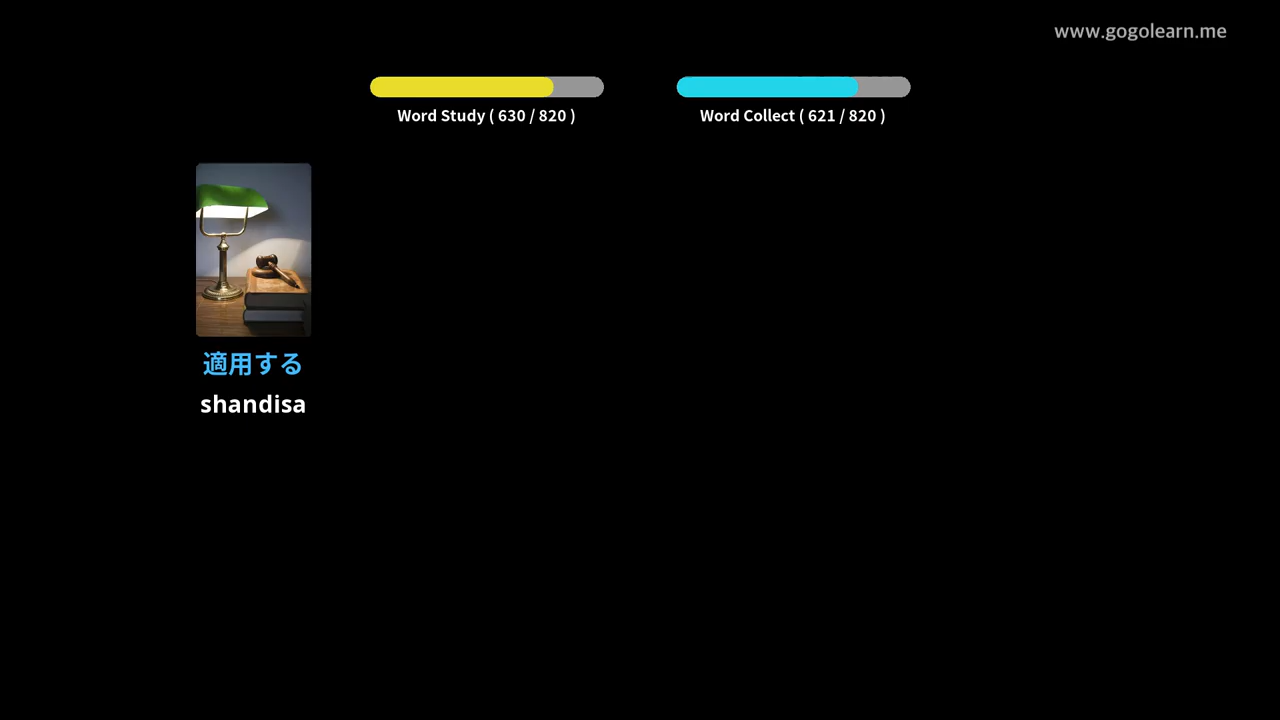 www.gogolearn.me
Word Study ( 630 / 820 )
Word Collect ( 621 / 820 )
適用する
shandisa